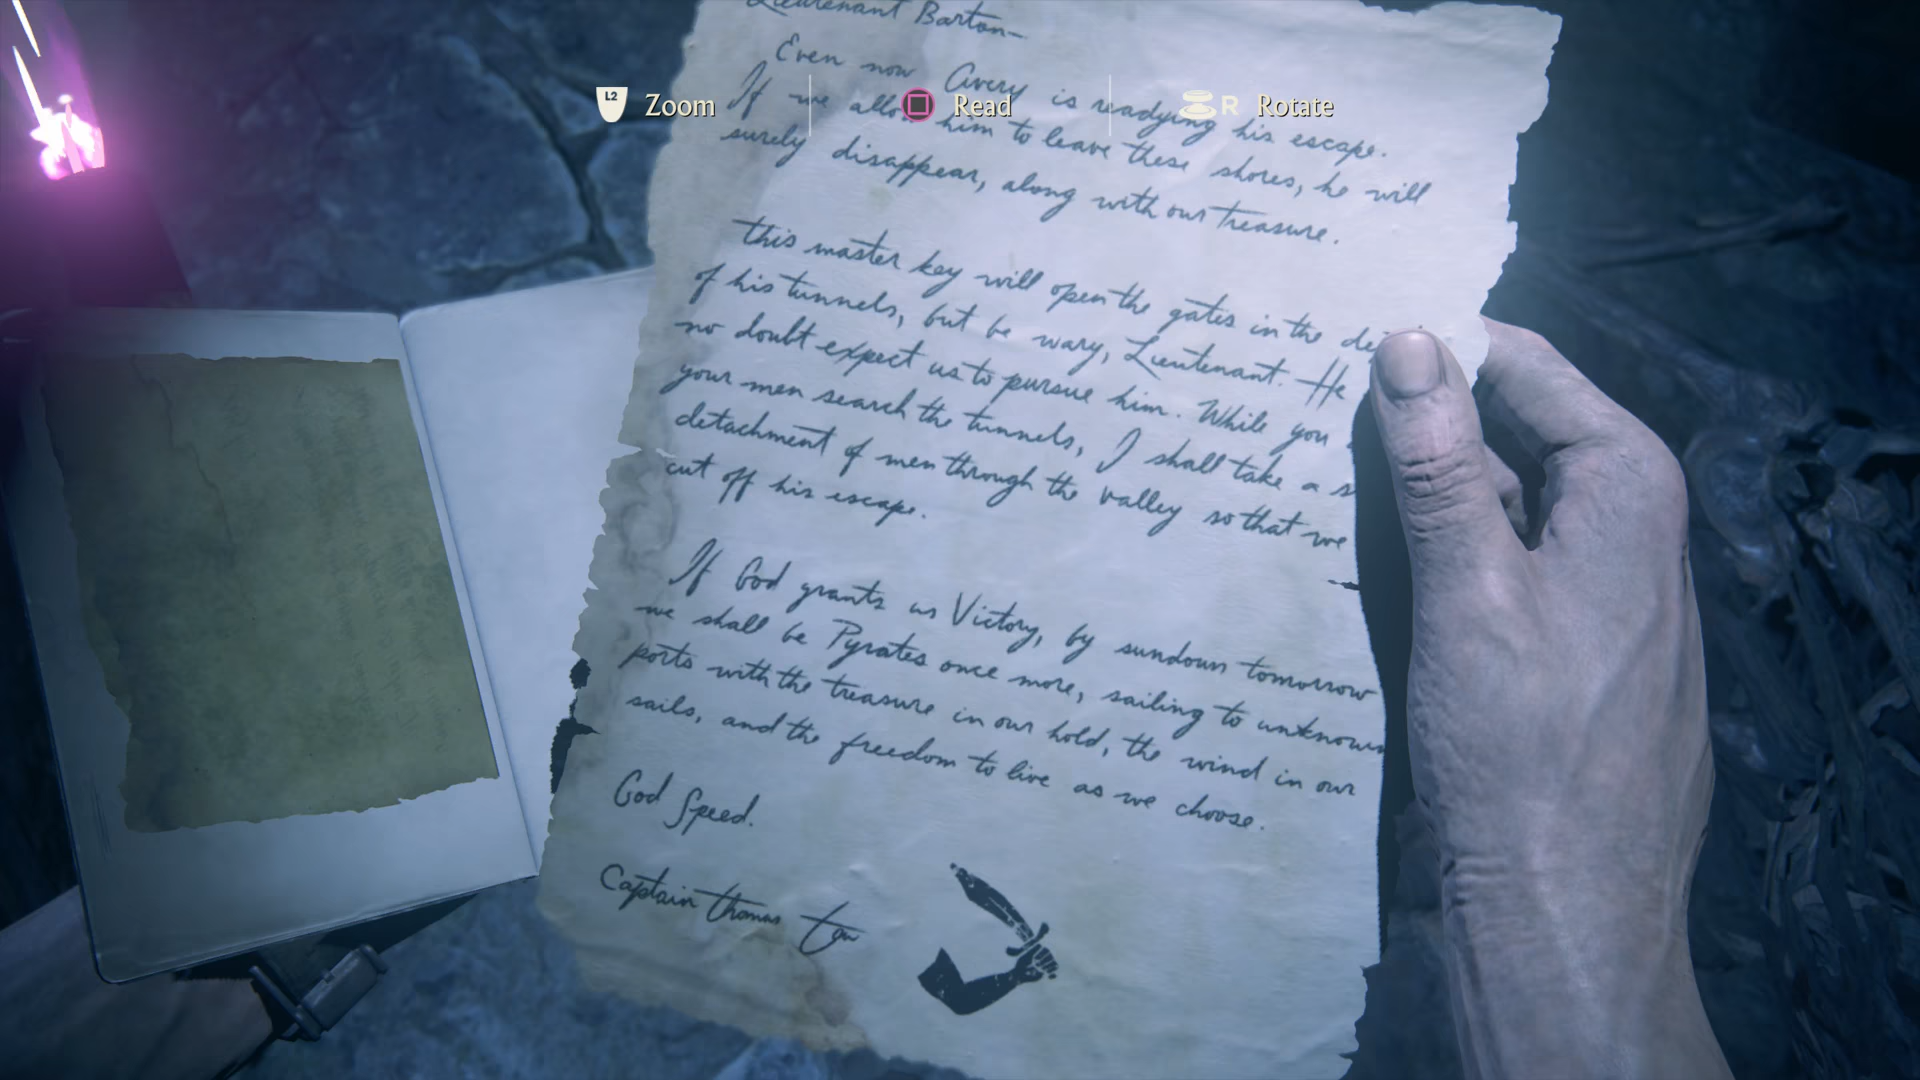 Lieutenant Barton-
Even now Avery is readying his escape.
L2 Zoom
Read
R Rotate
If we allow him to leave these shores, he will
surely disappear, along with our treasure.
this master key will open the gates in the
of his tunnels, but be wary, Lieutenant. He
no doubt expect us to pursue him. While you
your men search the tunnels, I shall take a
detachment of men through the valley so that we
cut off his escape.
If God grants us Victory, by sundown tomorrow
we shall be Pyrates once more, sailing to unknown
ports with the treasure in our hold, the wind in our
sails, and the freedom to live as we choose.
God Speed.
Captain Thomas Tew